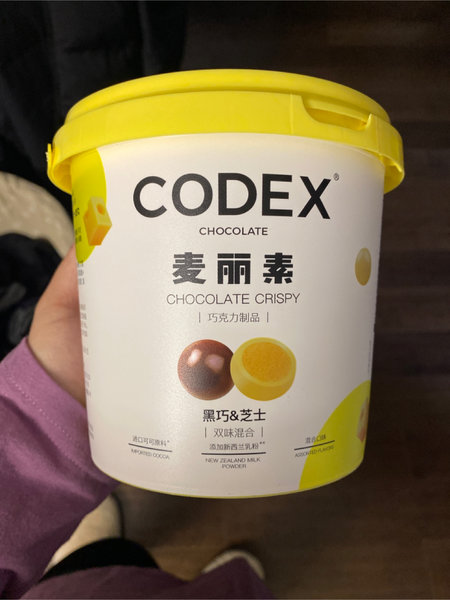 CODEX®
CHOCOLATE
麦丽素
CHOCOLATE CRISPY
| 巧克力制品 |
黑巧&芝士
| 双味混合 |
添加新西兰乳粉**
NEW ZEALAND MILK
POWDER
进口可可原料*
IMPORTED COCOA
混合口味
ASSORTED FLAVORS